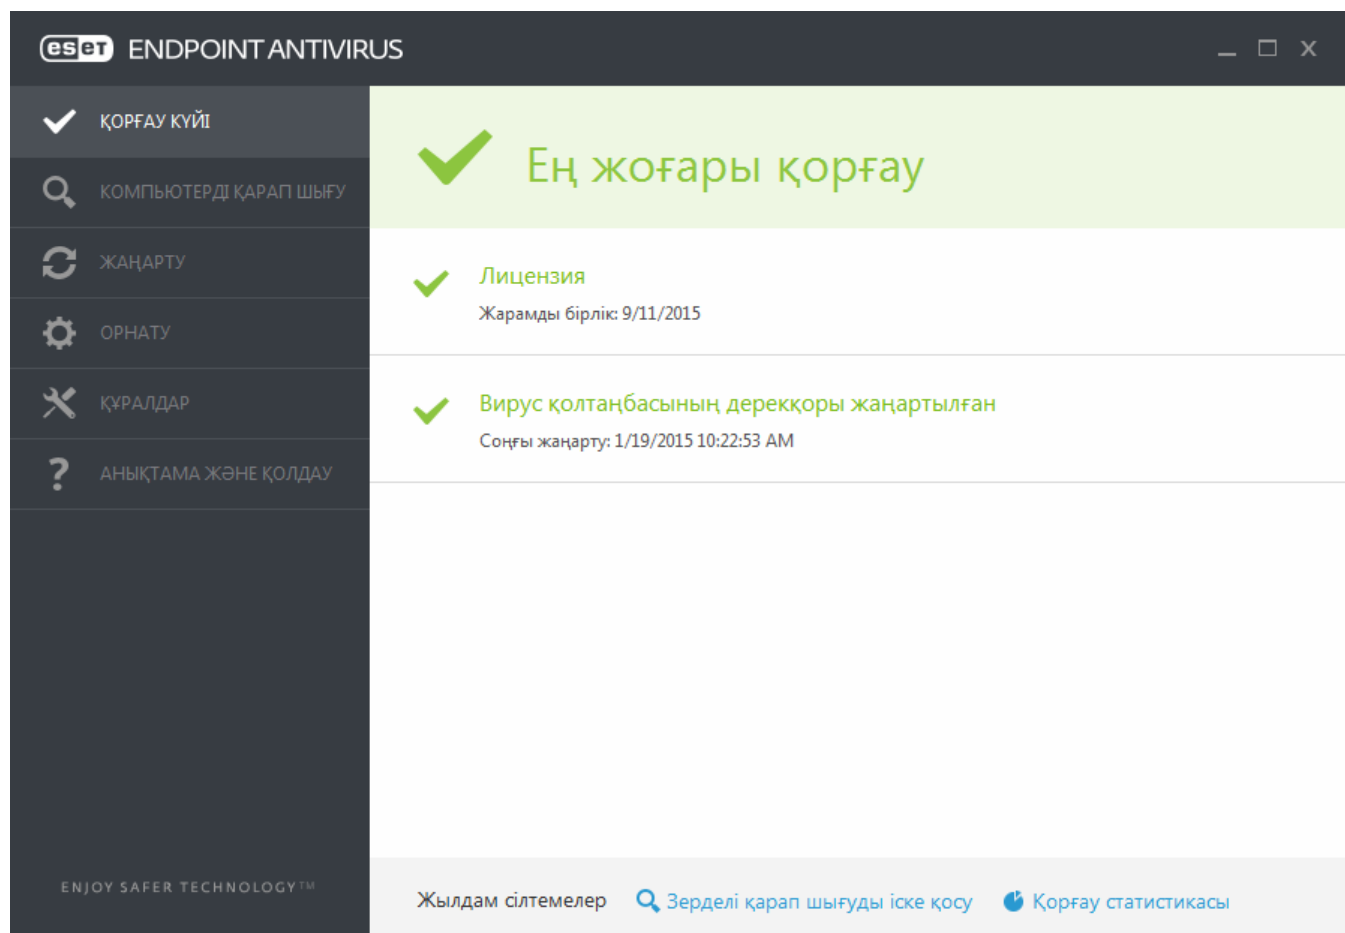 eset ENDPOINT ANTIVIRUS
ҚОРҒАУ КҮЙІ
КОМПЬЮТЕРДІ ҚАРАП ШЫҒУ
ЖАҢАРТУ
ОРНАТУ
ҚҰРАЛДАР
АНЫҚТАМА ЖӘНЕ ҚОЛДАУ
ENJOY SAFER TECHNOLOGY™
Ең жоғары қорғау
Лицензия
Жарамды бірлік: 9/11/2015
Вирус қолтаңбасының дерекқоры жаңартылған
Соңғы жаңарту: 1/19/2015 10:22:53 AM
Жылдам сілтемелер Зерделі қарап шығуды іске қосу Қорғау статистикасы